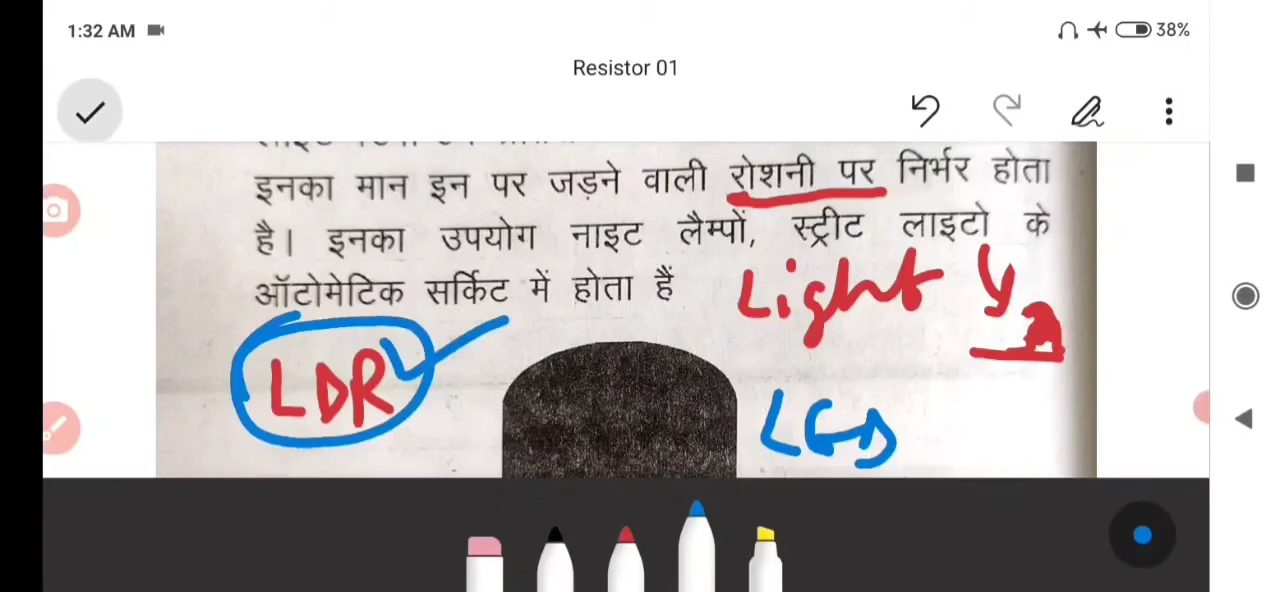 1:32 AM
38%
Resistor 01
इनका मान इन पर जड़ने वाली रोशनी पर निर्भर होता
है। इनका उपयोग नाइट लैम्पों, स्ट्रीट लाइटो के
ऑटोमेटिक सर्किट में होता हैं
Light
LDR
LED